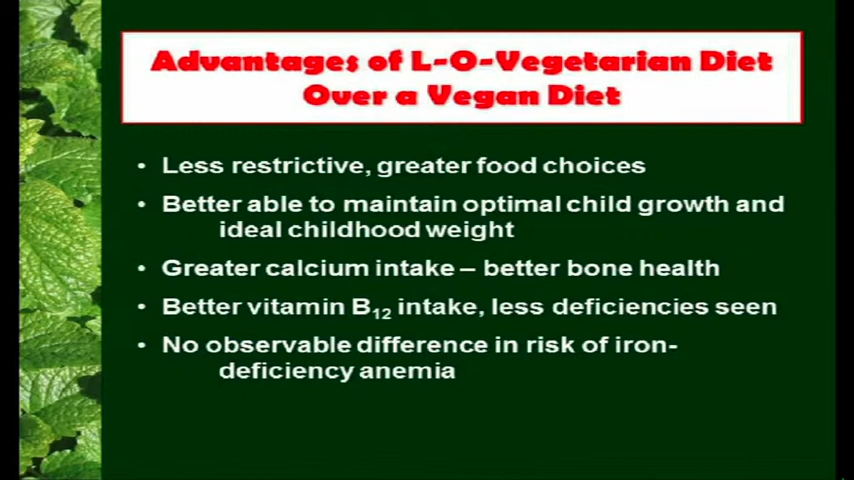 Advantages of L-O-Vegetarian Diet
Over a Vegan Diet
• Less restrictive, greater food choices
• Better able to maintain optimal child growth and
ideal childhood weight
• Greater calcium intake – better bone health
• Better vitamin B12 intake, less deficiencies seen
• No observable difference in risk of iron-
deficiency anemia